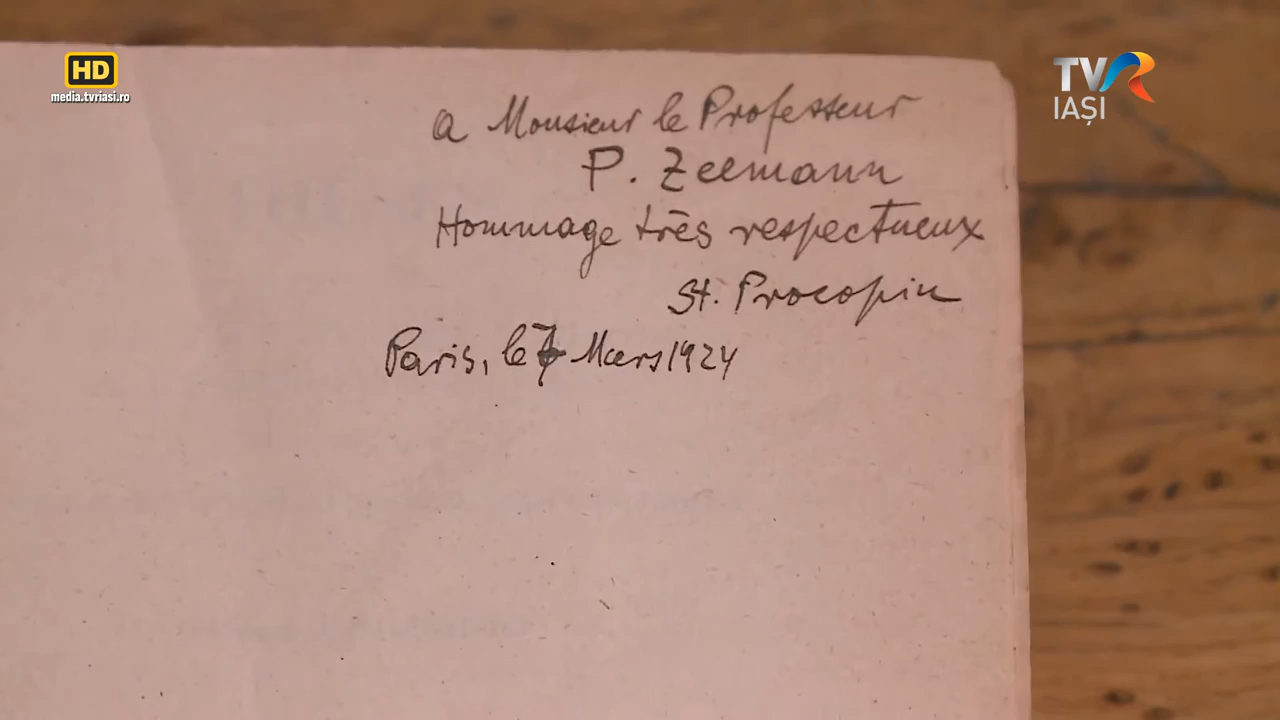 HD
media.tvriasi.ro
TVR
IAȘI
a Monsieur le Professeur
P. Zeemann
Hommage très respectueux
St. Procopiu
Paris, le 7 Mars 1924